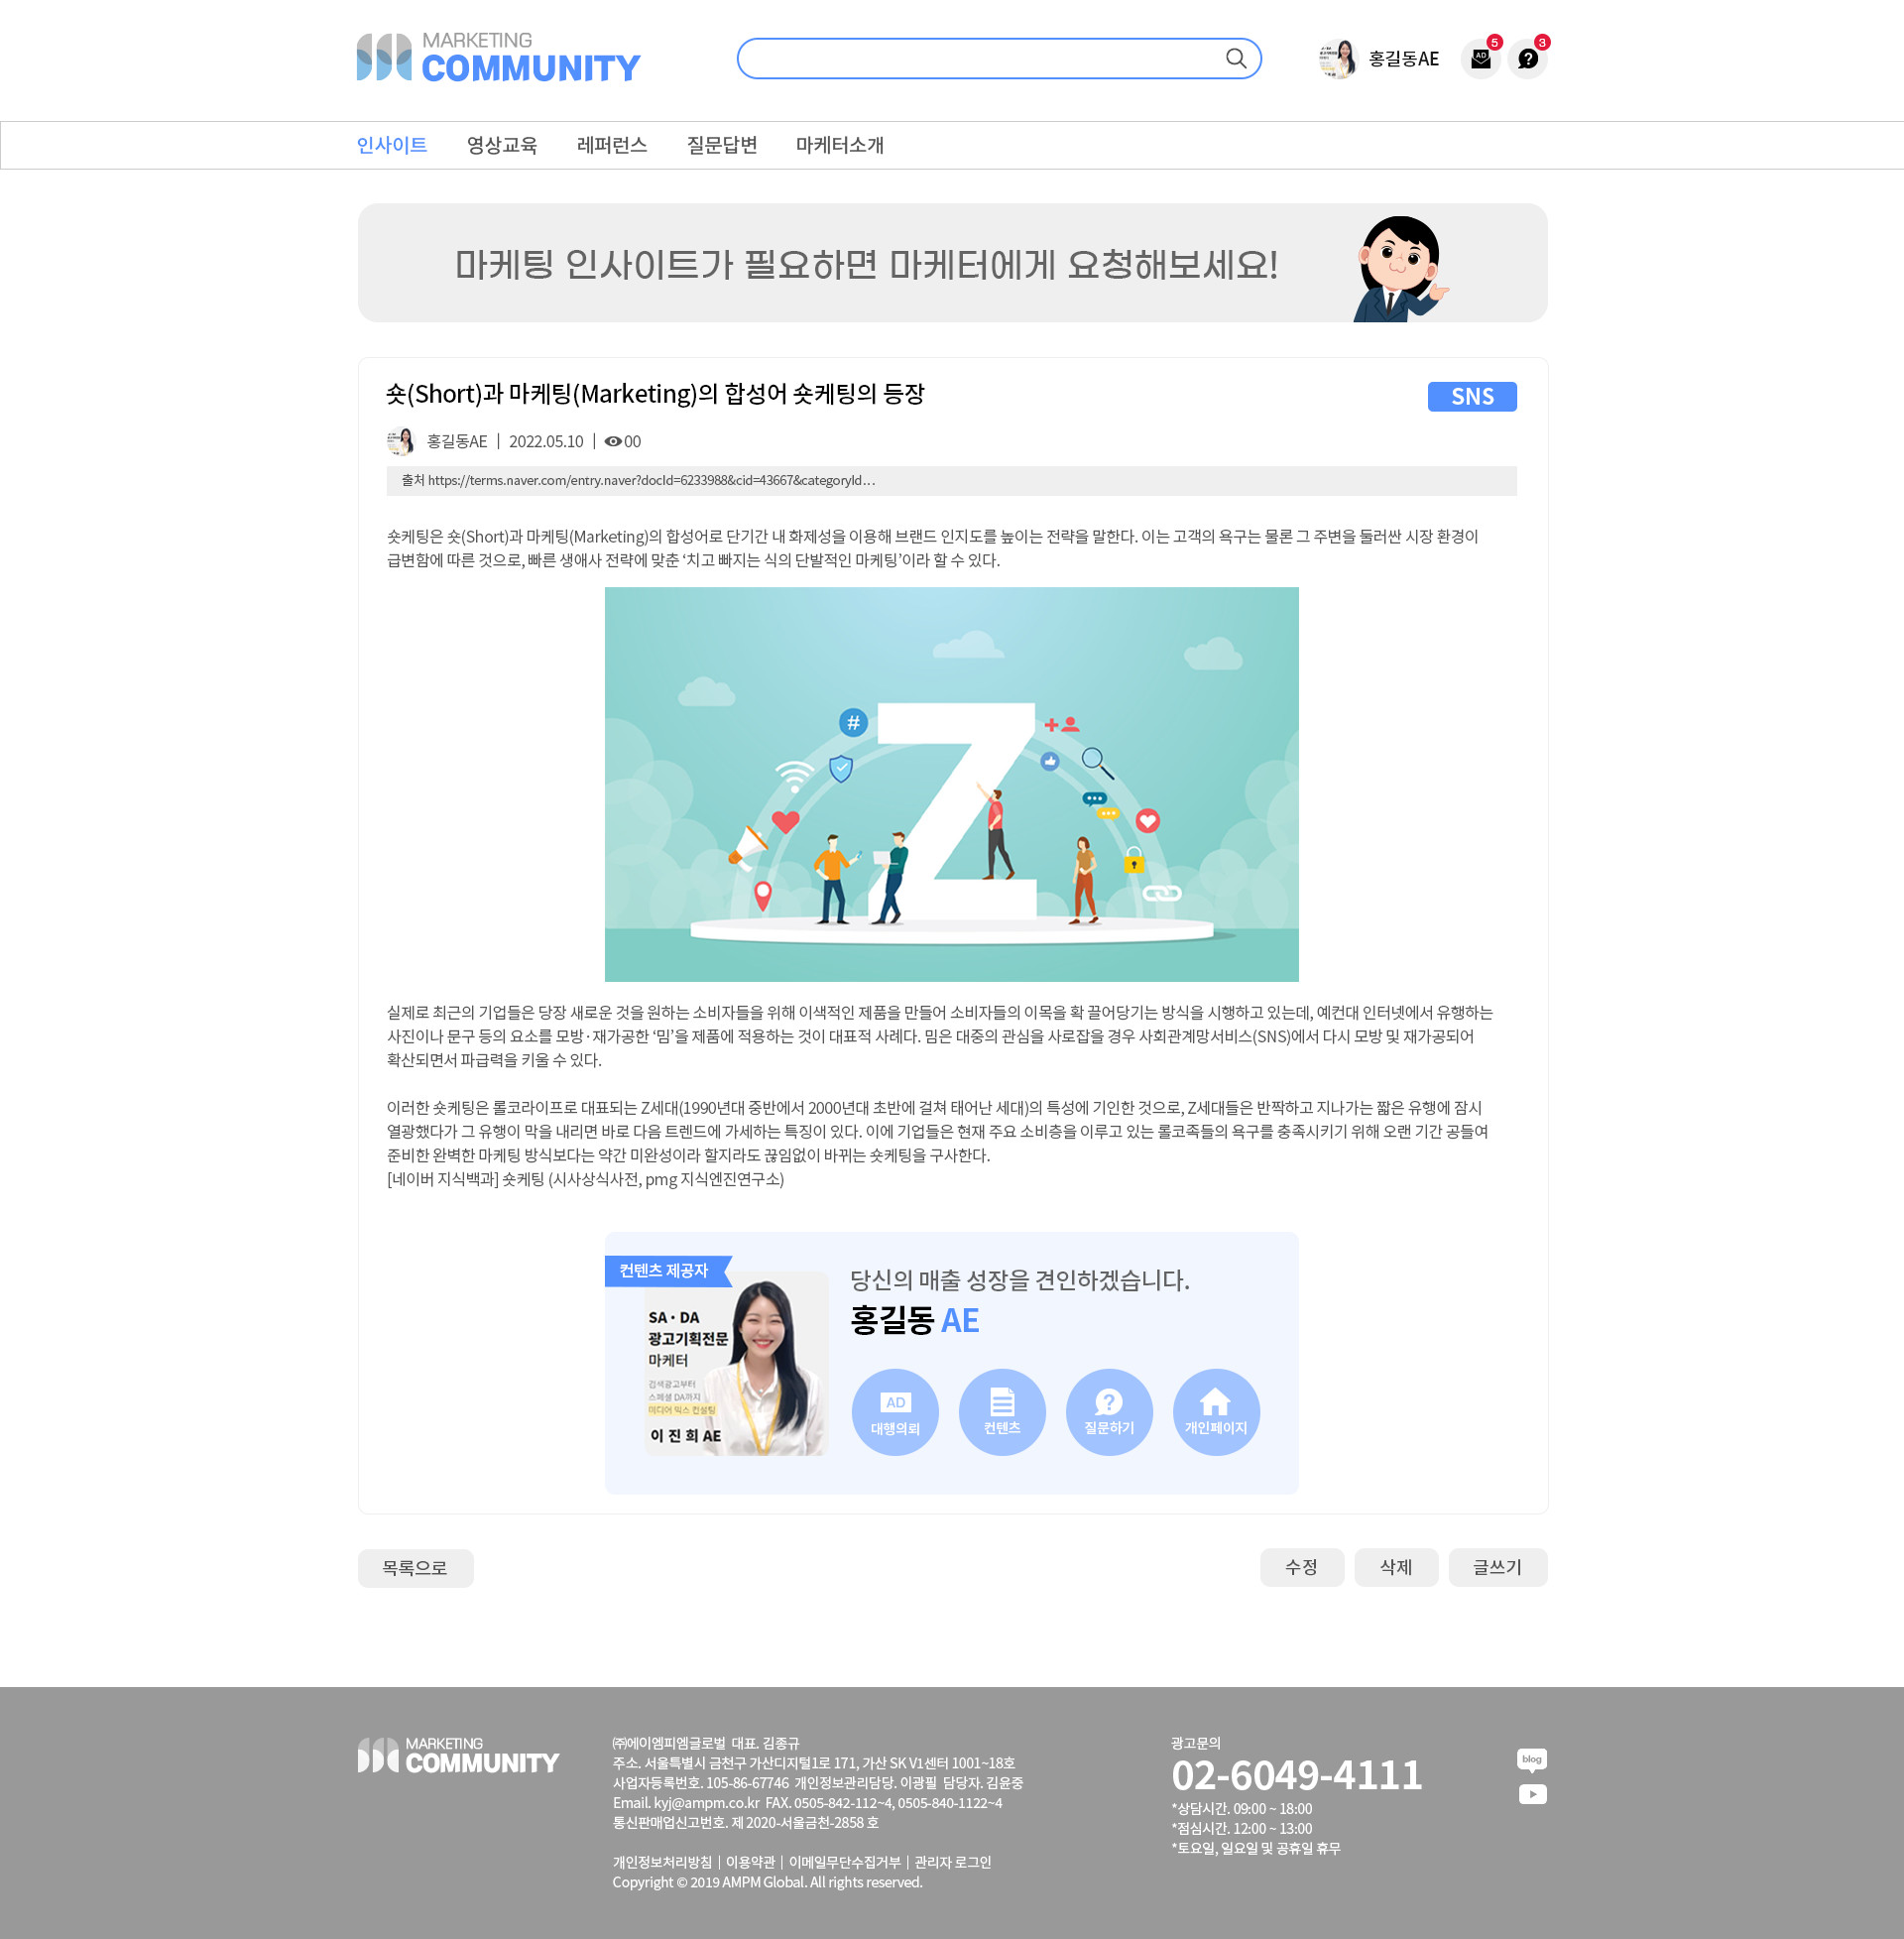 MARKETING
COMMUNITY
홍길동AE
5
3
AD
?
인사이트 영상교육 레퍼런스 질문답변 마케터소개
마케팅 인사이트가 필요하면 마케터에게 요청해보세요!
숏(Short)과 마케팅(Marketing)의 합성어 숏케팅의 등장
SNS
홍길동AE | 2022.05.10 | 00
출처 https://terms.naver.com/entry.naver?docId=6233988&cid=43667&categoryId…
숏케팅은 숏(Short)과 마케팅(Marketing)의 합성어로 단기간 내 화제성을 이용해 브랜드 인지도를 높이는 전략을 말한다. 이는 고객의 욕구는 물론 그 주변을 둘러싼 시장 환경이
급변함에 따른 것으로, 빠른 생애사 전략에 맞춘 ‘치고 빠지는 식의 단발적인 마케팅’이라 할 수 있다.
#
Z
실제로 최근의 기업들은 당장 새로운 것을 원하는 소비자들을 위해 이색적인 제품을 만들어 소비자들의 이목을 확 끌어당기는 방식을 시행하고 있는데, 예컨대 인터넷에서 유행하는
사진이나 문구 등의 요소를 모방·재가공한 ‘밈’을 제품에 적용하는 것이 대표적 사례다. 밈은 대중의 관심을 사로잡을 경우 사회관계망서비스(SNS)에서 다시 모방 및 재가공되어
확산되면서 파급력을 키울 수 있다.
이러한 숏케팅은 롤코라이프로 대표되는 Z세대(1990년대 중반에서 2000년대 초반에 걸쳐 태어난 세대)의 특성에 기인한 것으로, Z세대들은 반짝하고 지나가는 짧은 유행에 잠시
열광했다가 그 유행이 막을 내리면 바로 다음 트렌드에 가세하는 특징이 있다. 이에 기업들은 현재 주요 소비층을 이루고 있는 롤코족들의 욕구를 충족시키기 위해 오랜 기간 공들여
준비한 완벽한 마케팅 방식보다는 약간 미완성이라 할지라도 끊임없이 바뀌는 숏케팅을 구사한다.
[네이버 지식백과] 숏케팅 (시사상식사전, pmg 지식엔진연구소)
컨텐츠 제공자
SA · DA
광고기획전문
마케터
검색광고부터
스페셜 DA까지
미디어 믹스 컨설팅
이 진 희 AE
당신의 매출 성장을 견인하겠습니다.
홍길동 AE
AD
대행의뢰
컨텐츠
?
질문하기
개인페이지
목록으로
수정
삭제
글쓰기
MARKETING
COMMUNITY
㈜에이엠피엠글로벌 대표. 김종규
주소. 서울특별시 금천구 가산디지털1로 171, 가산 SK V1센터 1001~18호
사업자등록번호. 105-86-67746 개인정보관리담당. 이광필 담당자. 김윤중
Email. kyj@ampm.co.kr FAX. 0505-842-112~4, 0505-840-1122~4
통신판매업신고번호. 제 2020-서울금천-2858 호
개인정보처리방침 | 이용약관 | 이메일무단수집거부 | 관리자 로그인
Copyright © 2019 AMPM Global. All rights reserved.
광고문의
02-6049-4111
*상담시간. 09:00 ~ 18:00
*점심시간. 12:00 ~ 13:00
*토요일, 일요일 및 공휴일 휴무
blog